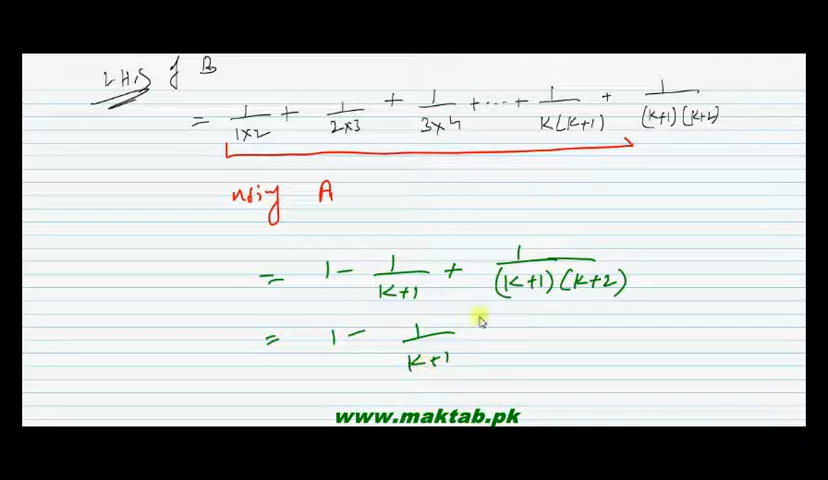 LHS of B
= 1/(1×2) + 1/(2×3) + 1/(3×4) + ... + 1/(K(K+1)) + 1/((K+1)(K+2))
using A
= 1 - 1/(K+1) + 1/((K+1)(K+2))
= 1 - 1/(K+1)
www.maktab.pk